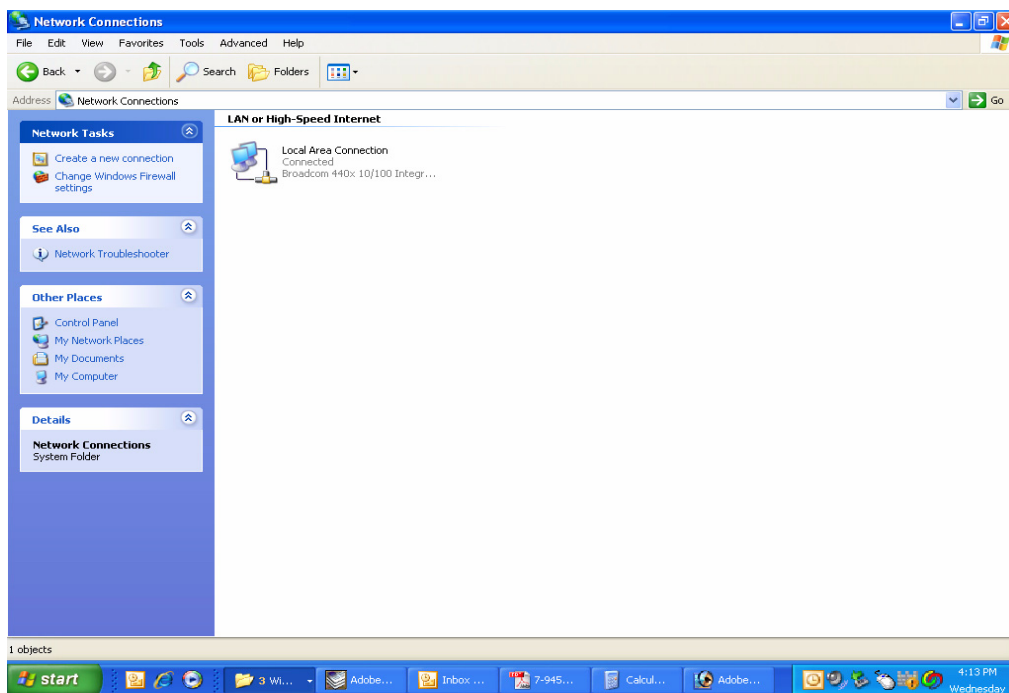 Network Connections
File Edit View Favorites Tools Advanced Help
Back Search Folders
Address Network Connections Go
LAN or High-Speed Internet
Local Area Connection
Connected
Broadcom 440x 10/100 Integr...
Network Tasks
Create a new connection
Change Windows Firewall
settings
See Also
Network Troubleshooter
Other Places
Control Panel
My Network Places
My Documents
My Computer
Details
Network Connections
System Folder
1 objects
start 3 Wi... Adobe... Inbox ... 7-945... Calcul... Adobe... 4:13 PM
Wednesday